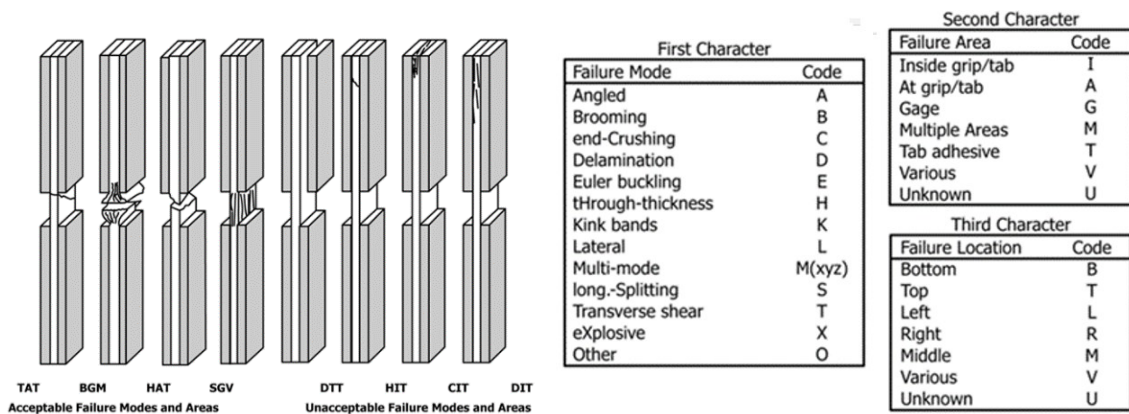 TAT BGM HAT SGV DTT HIT CIT DIT
Acceptable Failure Modes and Areas Unacceptable Failure Modes and Areas
First Character
Failure Mode Code
Angled A
Brooming B
end-Crushing C
Delamination D
Euler buckling E
tHrough-thickness H
Kink bands K
Lateral L
Multi-mode M(xyz)
long.-Splitting S
Transverse shear T
eXplosive X
Other O
Second Character
Failure Area Code
Inside grip/tab I
At grip/tab A
Gage G
Multiple Areas M
Tab adhesive T
Various V
Unknown U
Third Character
Failure Location Code
Bottom B
Top T
Left L
Right R
Middle M
Various V
Unknown U